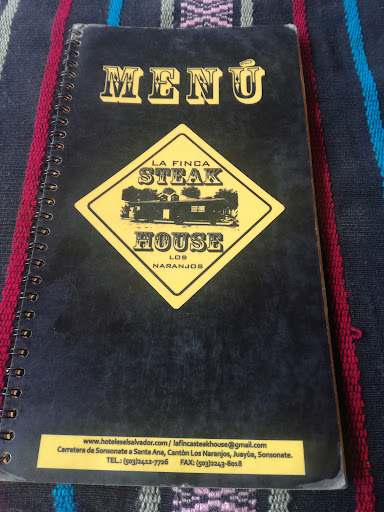 MENÚ
LA FINCA
STEAK
HOUSE
LOS
NARANJOS
www.hoteleselsalvador.com / lafincasteakhouse@gmail.com
Carretera de Sonsonate a Santa Ana, Cantón Los Naranjos, Juayúa, Sonsonate.
TEL.: (503)2422-7726 FAX: (503)2243-8018